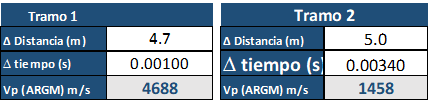 Tramo 1
Δ Distancia (m) 4.7
Δ tiempo (s) 0.00100
Vp (ARGM) m/s 4688
Tramo 2
Δ Distancia (m) 5.0
Δ tiempo (s) 0.00340
Vp (ARGM) m/s 1458